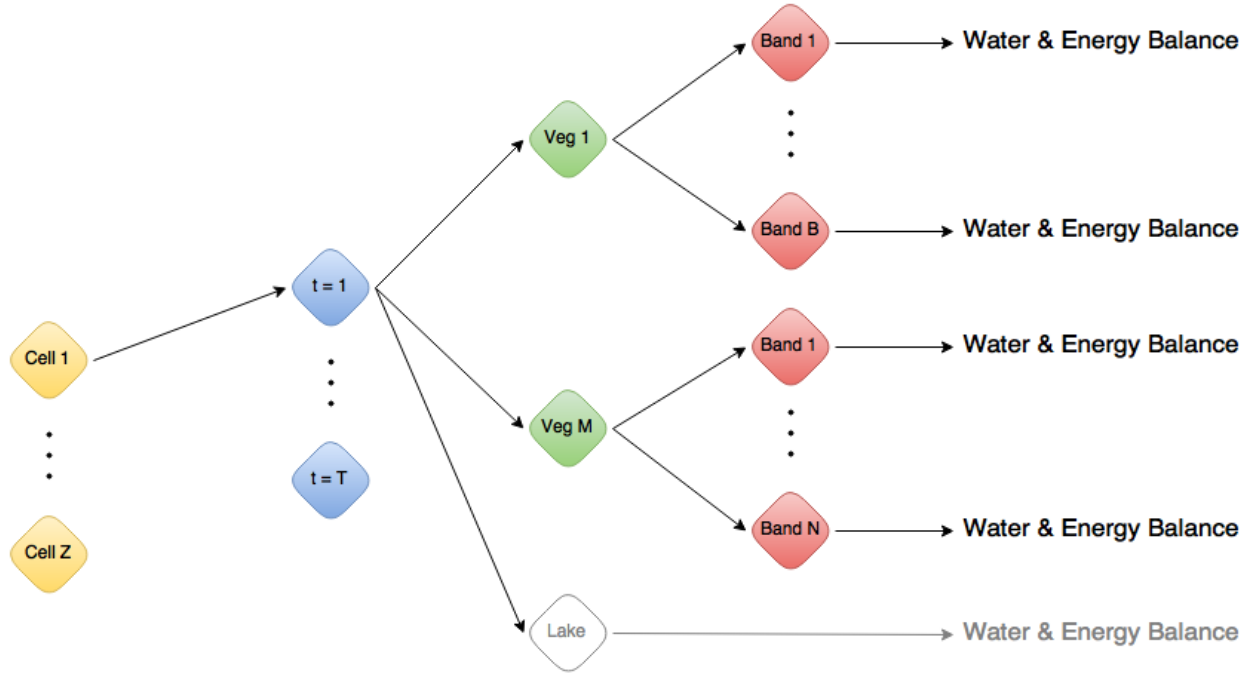 Cell 1
Cell Z
t = 1
t = T
Veg 1
Veg M
Lake
Band 1
Band B
Band 1
Band N
Water & Energy Balance
Water & Energy Balance
Water & Energy Balance
Water & Energy Balance
Water & Energy Balance